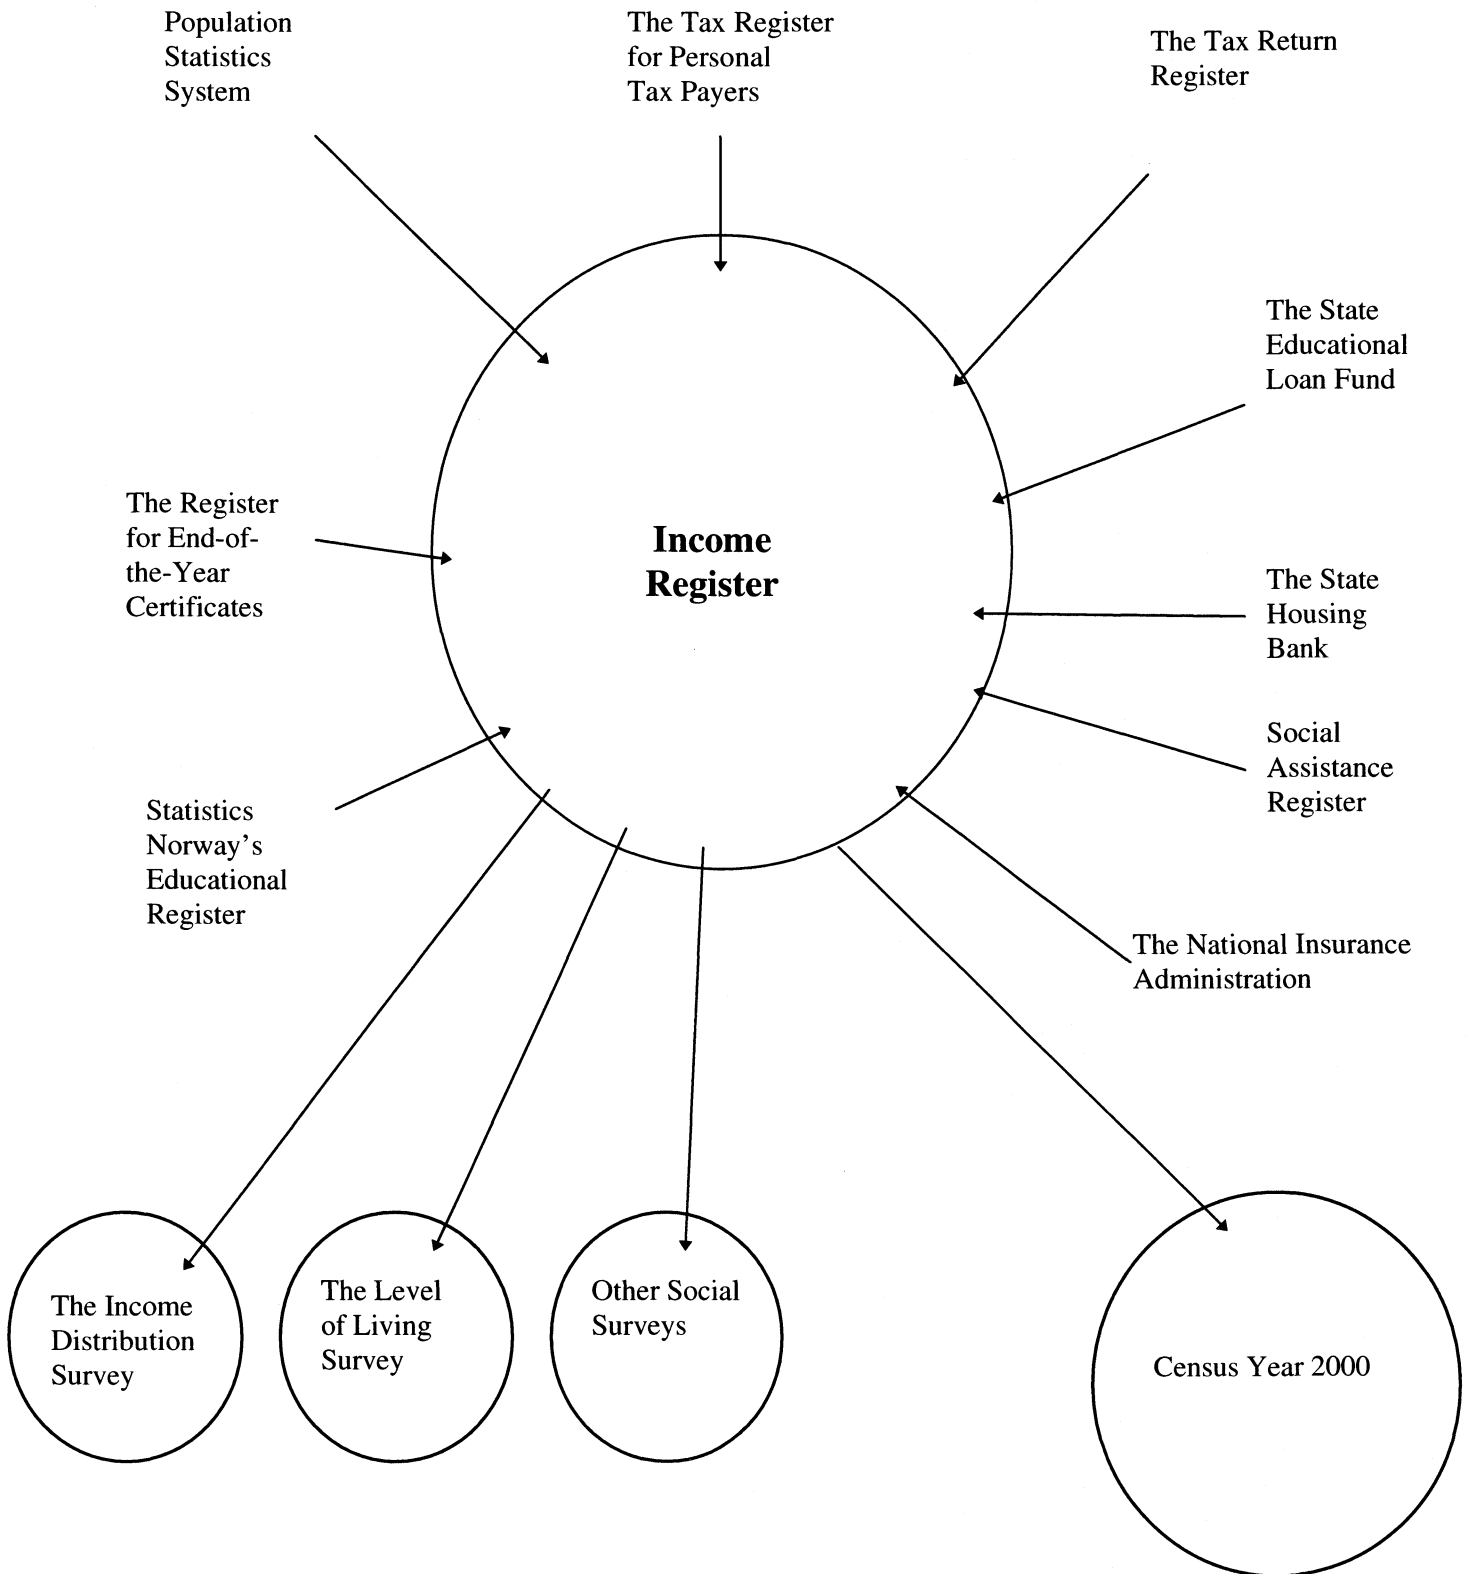 Population
Statistics
System
The Tax Register
for Personal
Tax Payers
The Tax Return
Register
The State
Educational
Loan Fund
The Register
for End-of-
the-Year
Certificates
Income
Register
The State
Housing
Bank
Social
Assistance
Register
Statistics
Norway's
Educational
Register
The National Insurance
Administration
The Income
Distribution
Survey
The Level
of Living
Survey
Other Social
Surveys
Census Year 2000